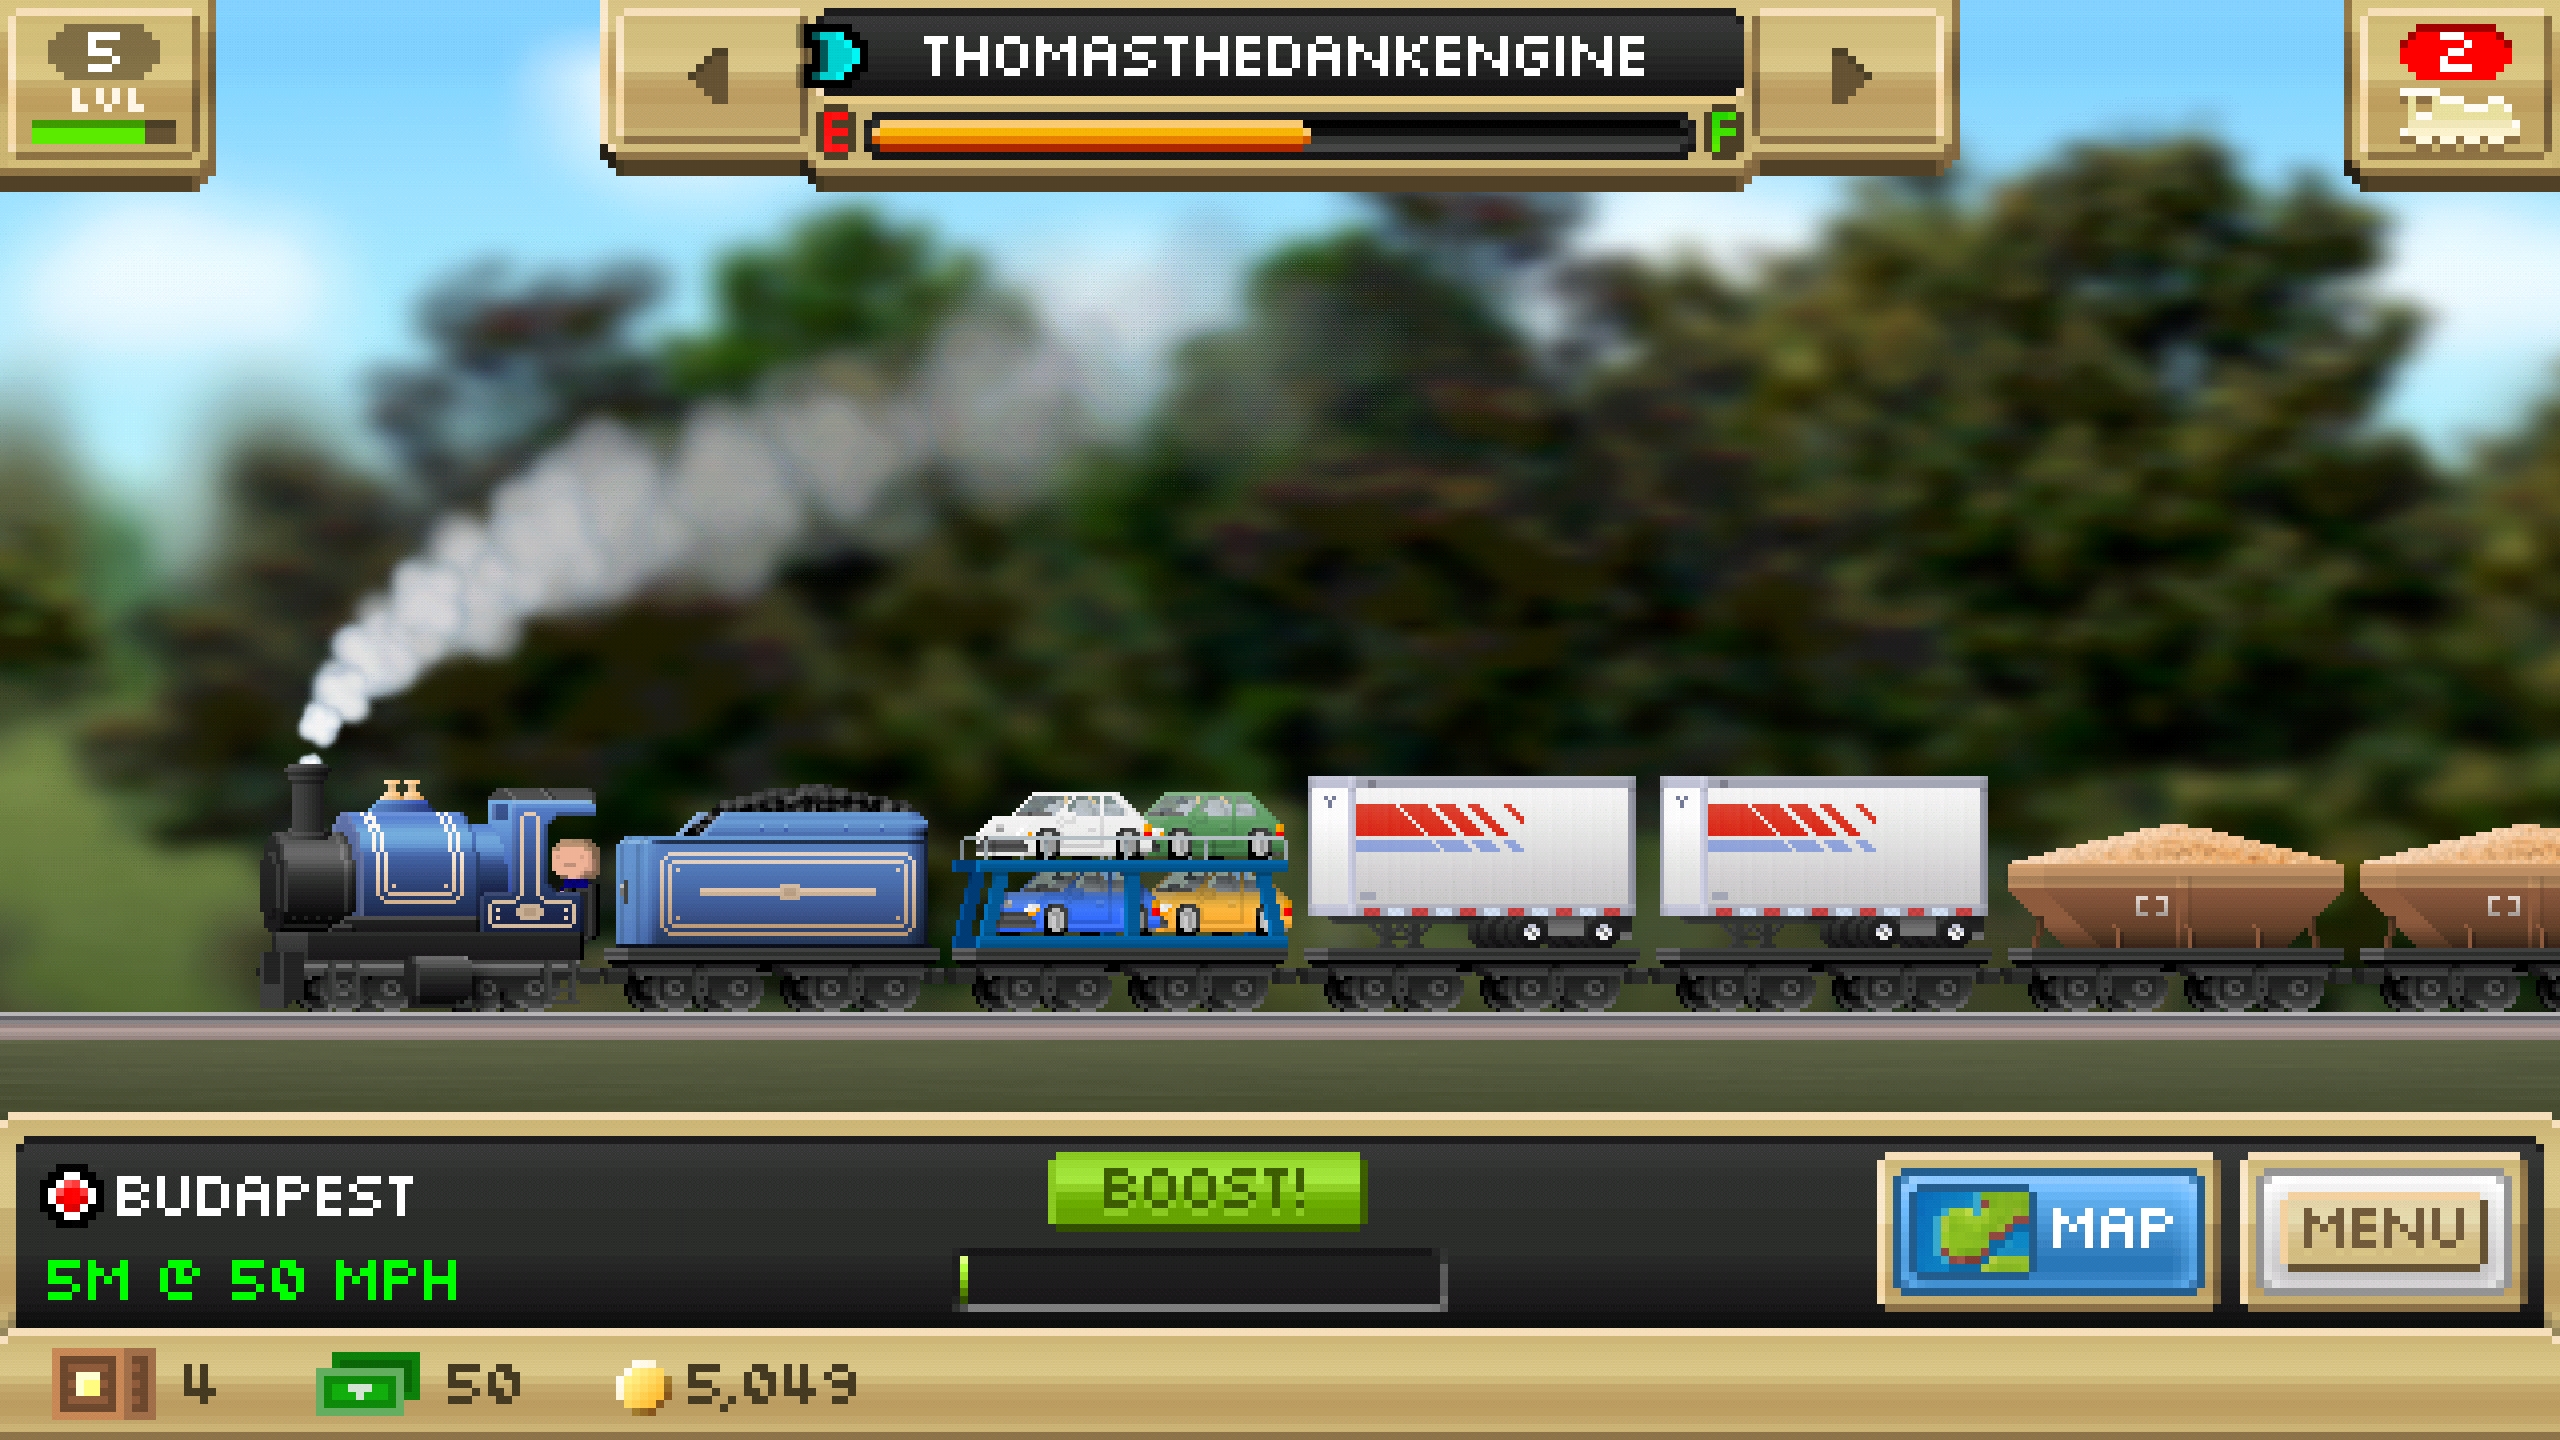 5
LVL
THOMASTHEDANKENGINE
E F
2
BUDAPEST
5M @ 50 MPH
BOOST!
MAP
MENU
4 50 5,049